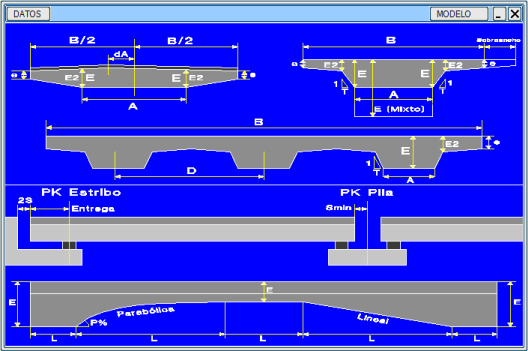 DATOS MODELO
B/2 dA B/2
e E2 E E E2 e
A
B Sobreancho
e E2 E E E2 e
1 T A 1 T
E (Mixto)
B
E E2 e
D 1 T A
PK Estribo PK Pila
2S Entrega 6min
E E E
P% Parabólica Lineal
L L L L L